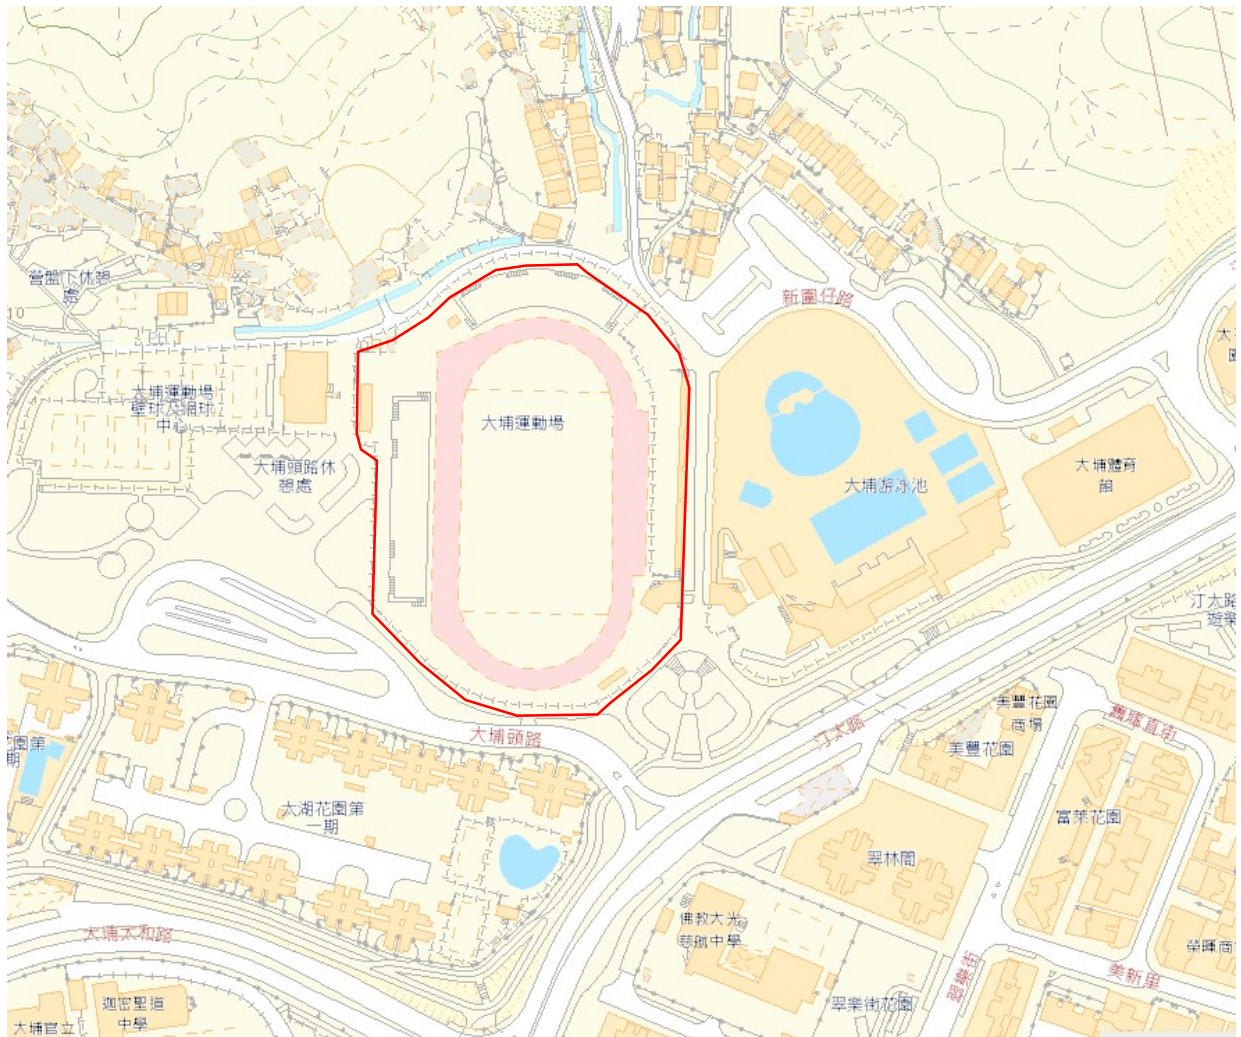 10
營盤下休憩
處
新圍仔路
10
大埔運動場
壁球及網球
中心
大埔運動場
大埔頭路休
憩處
大埔游泳池
大埔體育
館
汀太路
遊樂
大埔頭路
汀太路
美豐花園
商場
美豐花園
舊墟直街
園第
期
太湖花園第
一期
富萊花園
翠林閣
佛教大光
慈航中學
大埔太和路
翠樂街
美新里
榮暉商
迦密聖道
中學
翠樂街花園
大埔官立